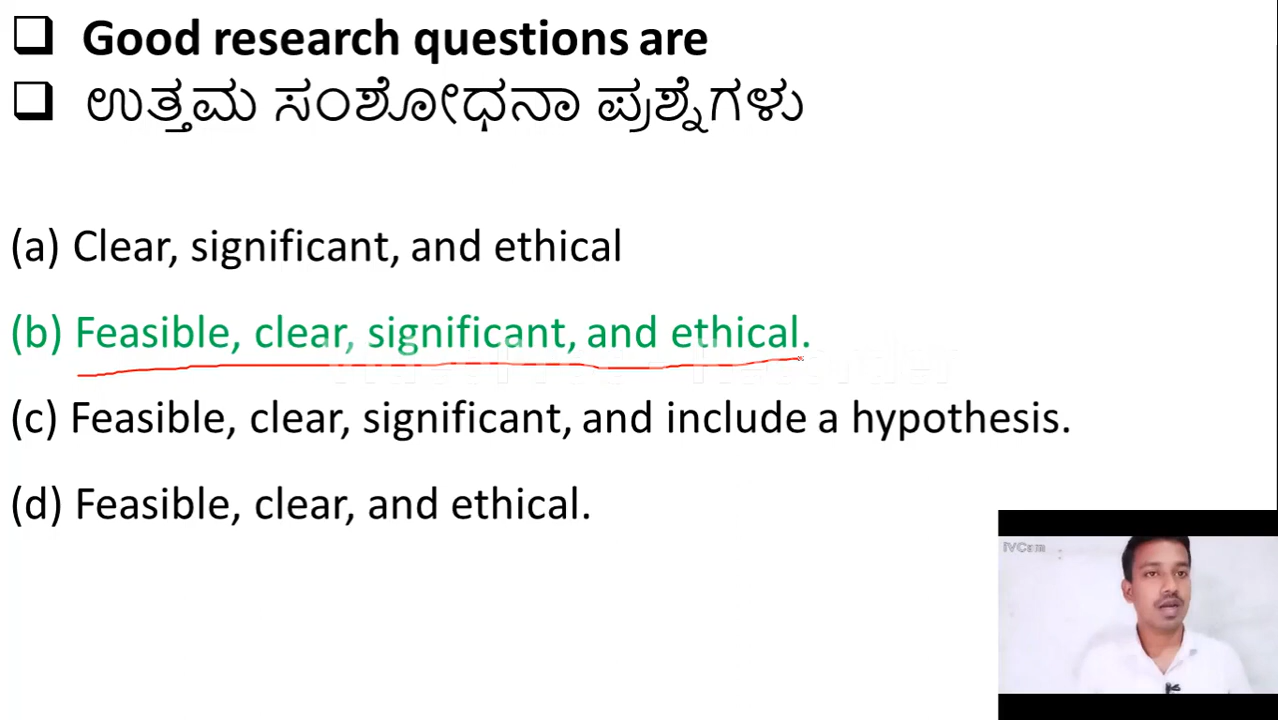 Good research questions are
ಉತ್ತಮ ಸಂಶೋಧನಾ ಪ್ರಶ್ನೆಗಳು
(a) Clear, significant, and ethical
(b) Feasible, clear, significant, and ethical.
(c) Feasible, clear, significant, and include a hypothesis.
(d) Feasible, clear, and ethical.
iVCam